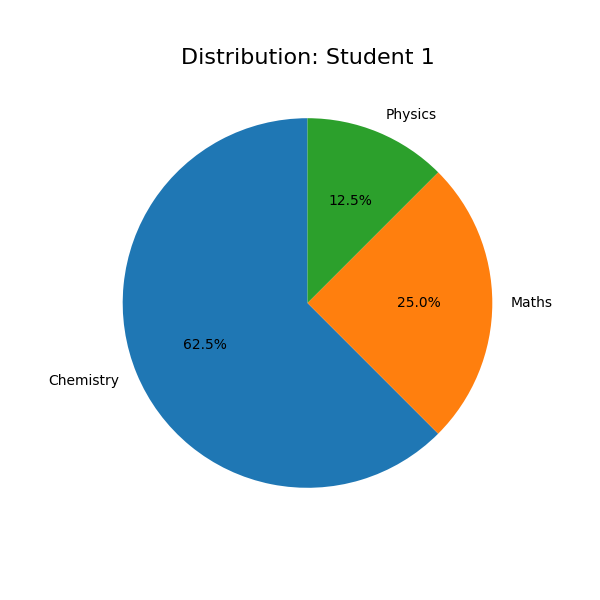 Distribution: Student 1
Physics
12.5%
25.0%
Maths
62.5%
Chemistry